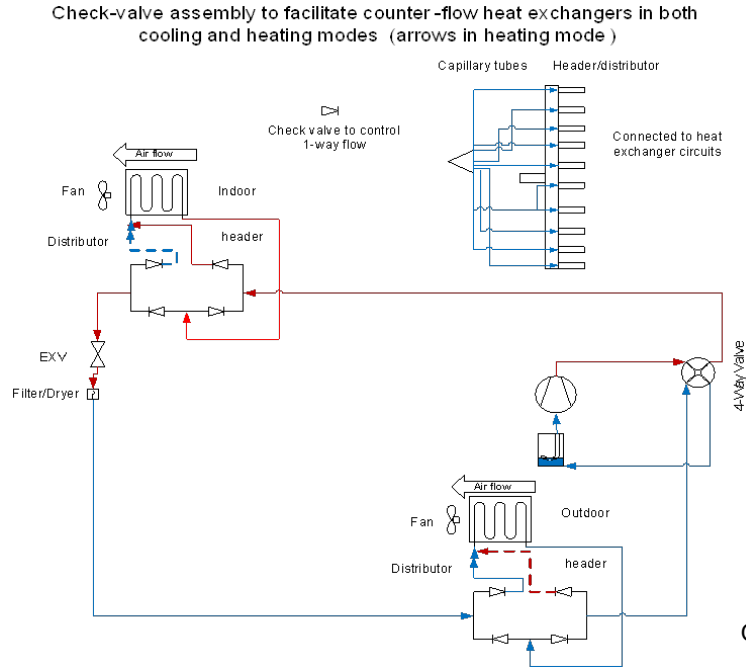 Check-valve assembly to facilitate counter-flow heat exchangers in both
cooling and heating modes (arrows in heating mode )
Capillary tubes
Header/distributor
Check valve to control
1-way flow
Connected to heat
exchanger circuits
Air flow
Fan
Indoor
Distributor
header
EXV
Filter/Dryer
4-Way Valve
Air flow
Fan
Outdoor
Distributor
header